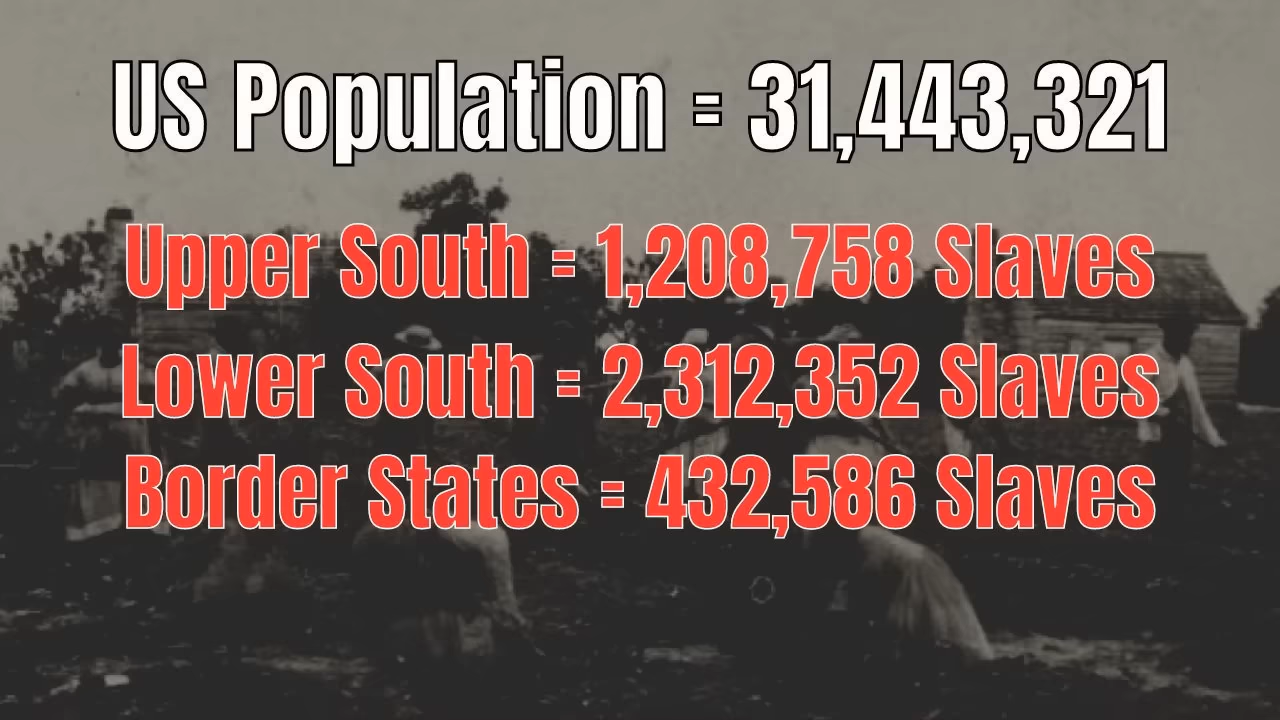 US Population = 31,443,321
Upper South = 1,208,758 Slaves
Lower South = 2,312,352 Slaves
Border States = 432,586 Slaves